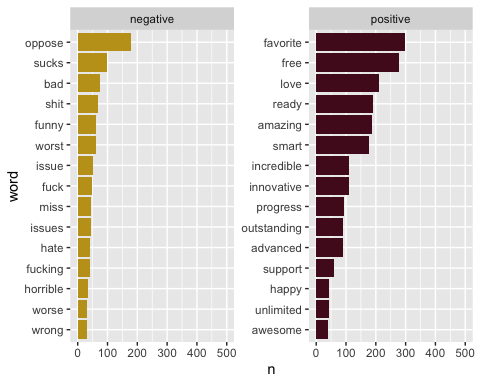 negative
positive
oppose
sucks
bad
shit
funny
worst
issue
fuck
miss
issues
hate
fucking
horrible
worse
wrong
favorite
free
love
ready
amazing
smart
incredible
innovative
progress
outstanding
advanced
support
happy
unlimited
awesome
word
0 100 200 300 400 500
0 100 200 300 400 500
n